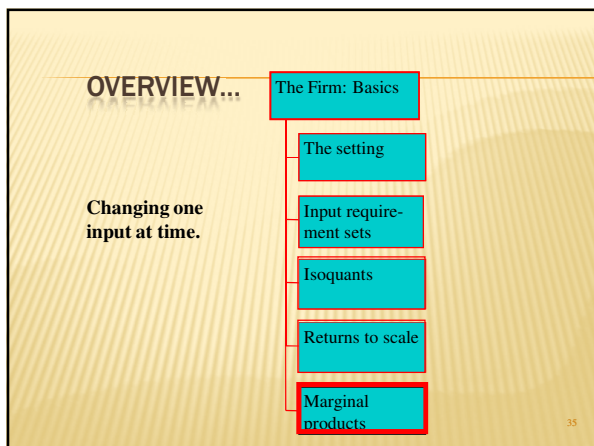 OVERVIEW...
The Firm: Basics
The setting
Changing one
input at time.
Input require-
ment sets
Isoquants
Returns to scale
Marginal
products
35